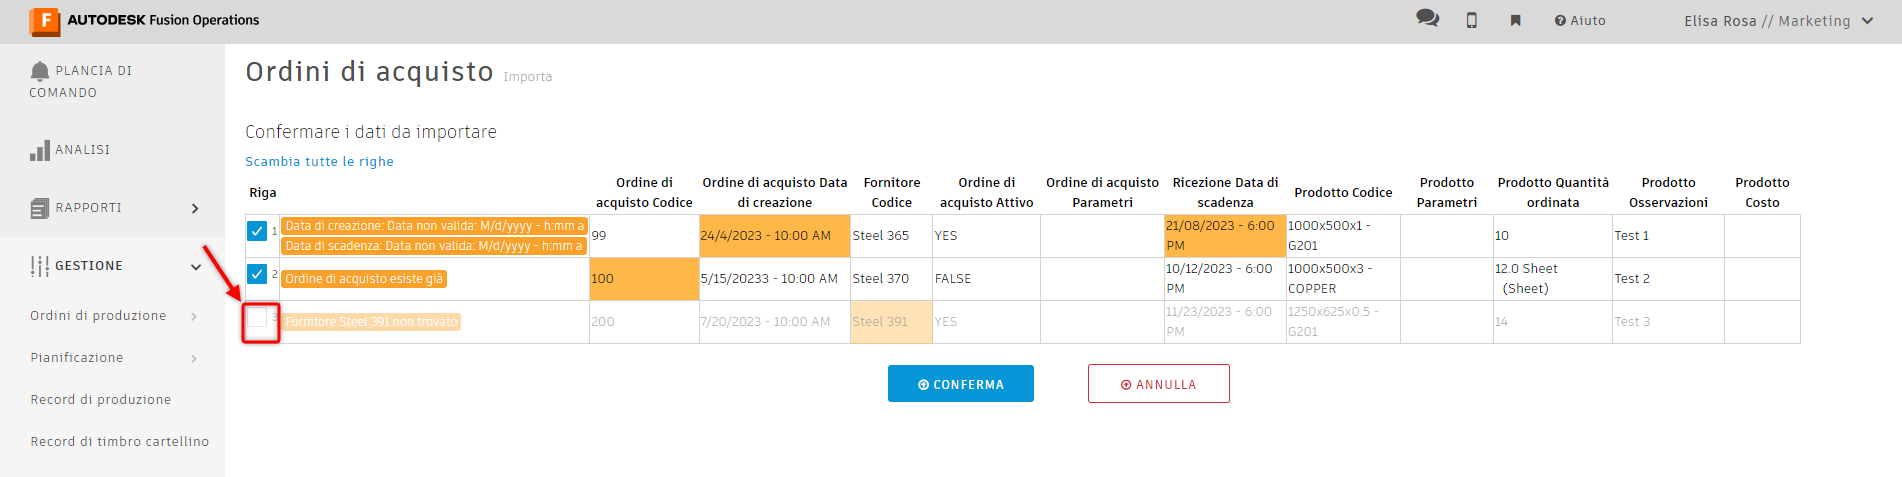 F AUTODESK Fusion Operations
Aiuto
Elisa Rosa // Marketing
PLANCIA DI
COMANDO
ANALISI
RAPPORTI
GESTIONE
Ordini di produzione
Pianificazione
Record di produzione
Record di timbro cartellino
Ordini di acquisto Importa
Confermare i dati da importare
Scambia tutte le righe
Riga
Ordine di
acquisto Codice
Ordine di acquisto Data
di creazione
Fornitore
Codice
Ordine di
acquisto Attivo
Ordine di acquisto
Parametri
Ricezione Data di
scadenza
Prodotto Codice
Prodotto
Parametri
Prodotto Quantità
ordinata
Prodotto
Osservazioni
Prodotto
Costo
1
Data di creazione: Data non valida: M/d/yyyy - h:mm a
Data di scadenza: Data non valida: M/d/yyyy - h:mm a
99
24/4/2023 - 10:00 AM
Steel 365
YES
21/08/2023 - 6:00
PM
1000x500x1 -
G201
10
Test 1
2
Ordine di acquisto esiste già
100
5/15/20233 - 10:00 AM
Steel 370
FALSE
10/12/2023 - 6:00
PM
1000x500x3 -
COPPER
12.0 Sheet
(Sheet)
Test 2
3
Fornitore Steel 391 non trovato
200
7/20/2023 - 10:00 AM
Steel 391
YES
11/23/2023 - 6:00
PM
1250x625x0.5 -
G201
14
Test 3
CONFERMA
ANNULLA